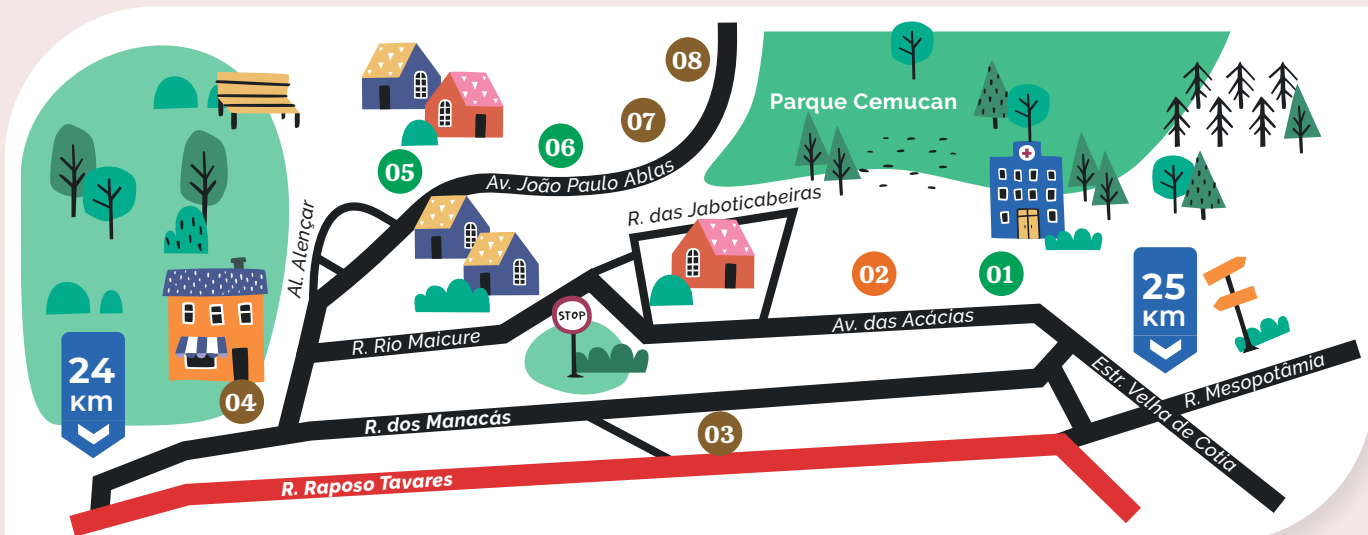 08
Parque Cemucan
07
06
05
Av. João Paulo Ablas
R. das Jaboticabeiras
Al. Alençar
02
01
25
KM
STOP
Av. das Acácias
R. Rio Maicure
24
KM
04
Estr. Velha de Cotia
R. Mesopotâmia
R. dos Manacás
03
R. Raposo Tavares